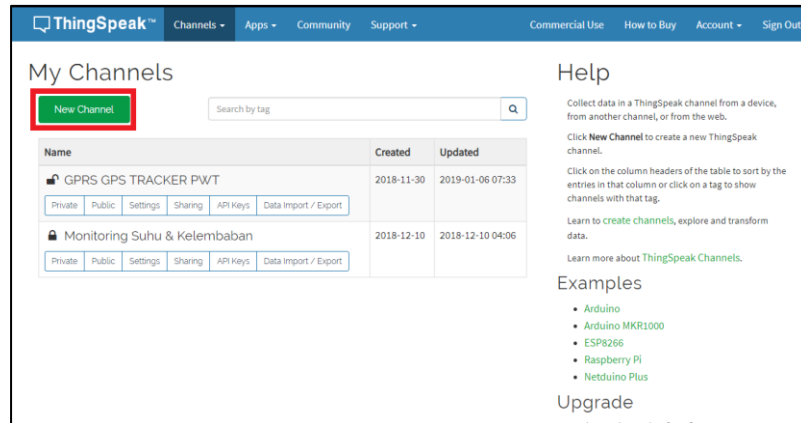 ThingSpeak™ Channels Apps Community Support Commercial Use How to Buy Account Sign Out
My Channels
New Channel
Search by tag
Name Created Updated
GPRS GPS TRACKER PWT 2018-11-30 2019-01-06 07:33
Private Public Settings Sharing API Keys Data Import / Export
Monitoring Suhu & Kelembaban 2018-12-10 2018-12-10 04:06
Private Public Settings Sharing API Keys Data Import / Export
Help
Collect data in a ThingSpeak channel from a device,
from another channel, or from the web.
Click New Channel to create a new ThingSpeak
channel.
Click on the column headers of the table to sort by the
entries in that column or click on a tag to show
channels with that tag.
Learn to create channels, explore and transform
data.
Learn more about ThingSpeak Channels.
Examples
Arduino
Arduino MKR1000
ESP8266
Raspberry Pi
Netduino Plus
Upgrade